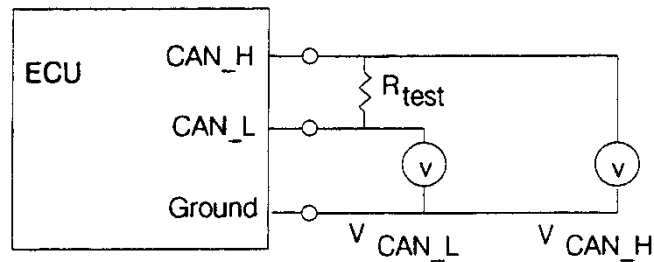 CAN_H
ECU
R_test
CAN_L
V
V
Ground
V CAN_L
V CAN_H